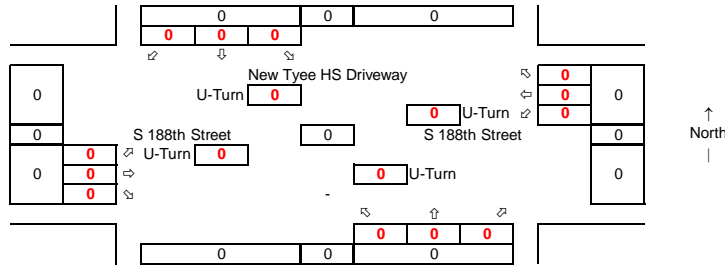 0 0 0
0 0 0
⬃ ⇩ ⬂
New Tyee HS Driveway ⬁ 0
0 U-Turn 0 ⇦ 0 0
0 U-Turn ⬃ 0 ↑
0 S 188th Street 0 S 188th Street 0 North
0 ⬀ U-Turn 0 |
0 0 ⇨ 0 U-Turn 0
0 ⬂ -
⬁ ⇧ ⬀
0 0 0
0 0 0